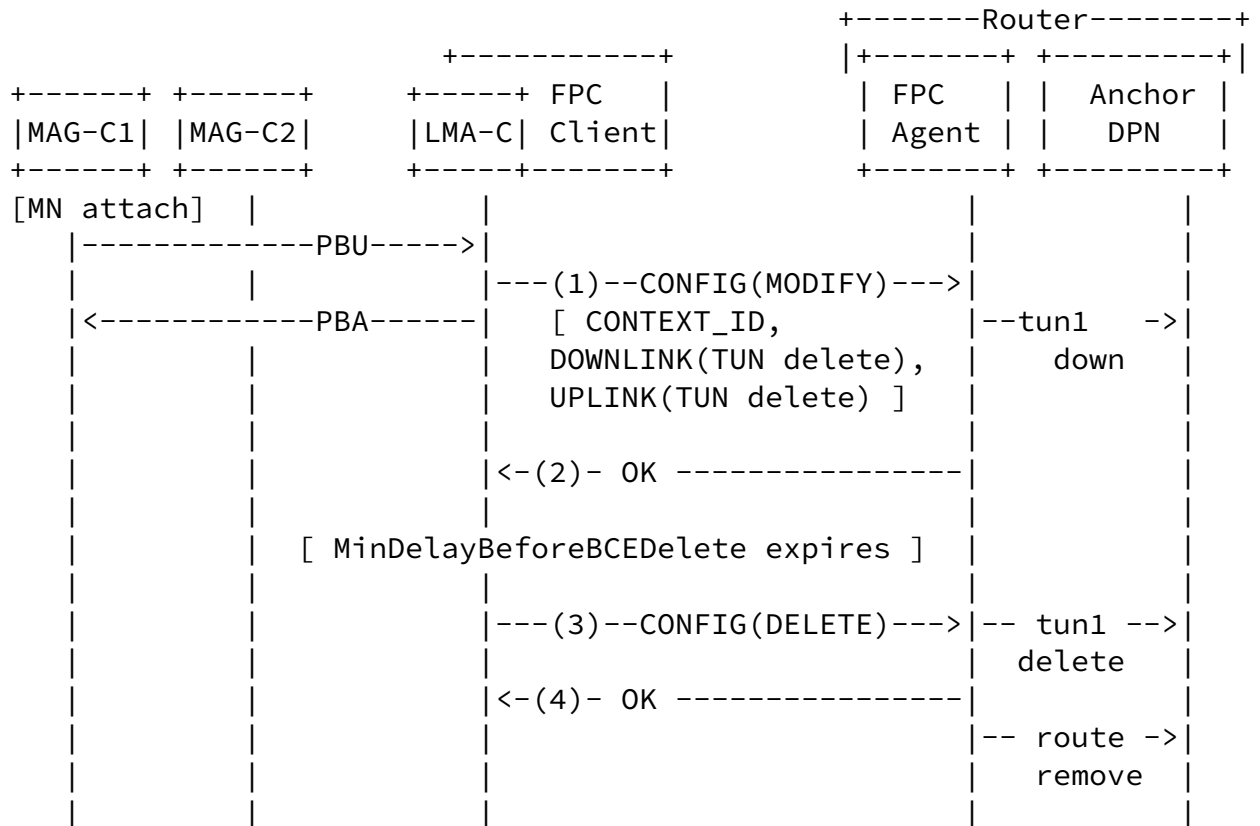 +-------Router--------+
+-----------+ |+-------+ +---------+|
+------+ +------+ +-----+ FPC | | FPC | | Anchor |
|MAG-C1| |MAG-C2| |LMA-C| Client| | Agent | | DPN |
+------+ +------+ +-----+-------+ +-------+ +---------+
[MN attach] | | | |
|-------------PBU----->| | |
| | |---(1)--CONFIG(MODIFY)--->| |
|<------------PBA------| [ CONTEXT_ID, |--tun1 ->|
| | | DOWNLINK(TUN delete), | down |
| | | UPLINK(TUN delete) ] | |
| | | | |
| | |<-(2)- OK ----------------| |
| | | | |
| | [ MinDelayBeforeBCEDelete expires ] | |
| | | | |
| | |---(3)--CONFIG(DELETE)--->|-- tun1 -->|
| | | | delete |
| | |<-(4)- OK ----------------| |
| | | |-- route ->|
| | | | remove |
| | | | |